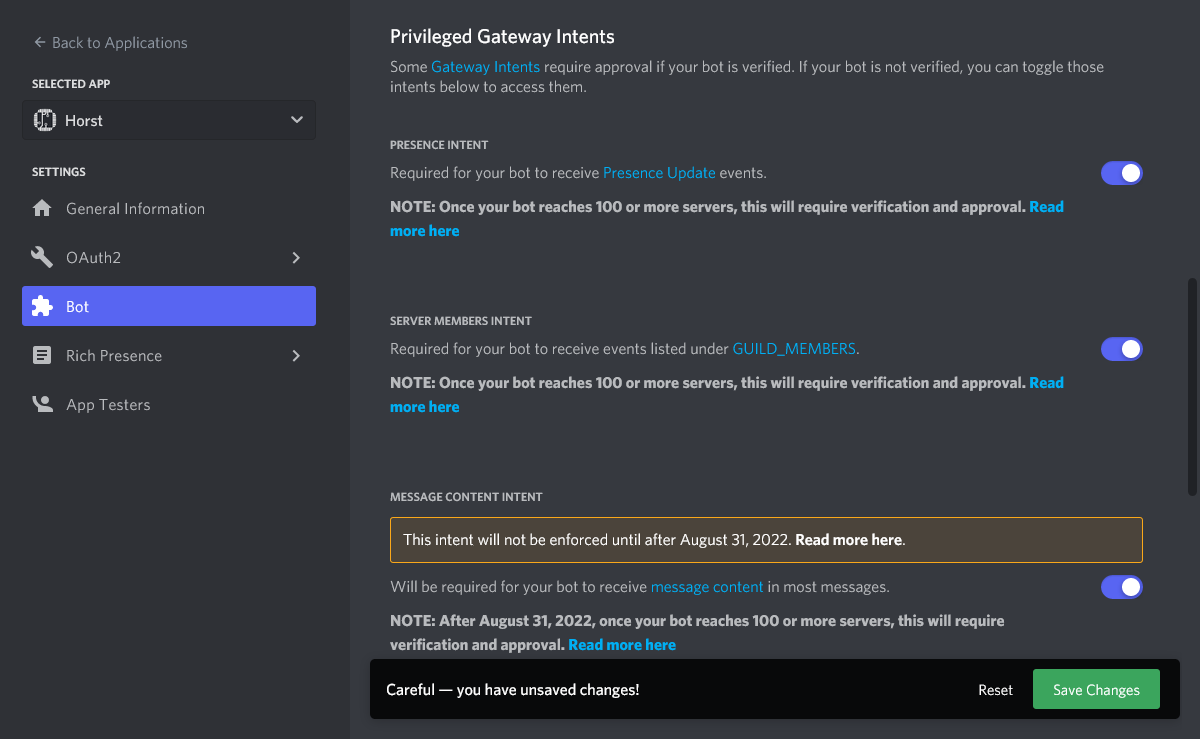 Back to Applications
SELECTED APP
Horst
SETTINGS
General Information
OAuth2
Bot
Rich Presence
App Testers
Privileged Gateway Intents
Some Gateway Intents require approval if your bot is verified. If your bot is not verified, you can toggle those
intents below to access them.
PRESENCE INTENT
Required for your bot to receive Presence Update events.
NOTE: Once your bot reaches 100 or more servers, this will require verification and approval. Read
more here
SERVER MEMBERS INTENT
Required for your bot to receive events listed under GUILD_MEMBERS.
NOTE: Once your bot reaches 100 or more servers, this will require verification and approval. Read
more here
MESSAGE CONTENT INTENT
This intent will not be enforced until after August 31, 2022. Read more here.
Will be required for your bot to receive message content in most messages.
NOTE: After August 31, 2022, once your bot reaches 100 or more servers, this will require
verification and approval. Read more here
Careful — you have unsaved changes!
Reset
Save Changes